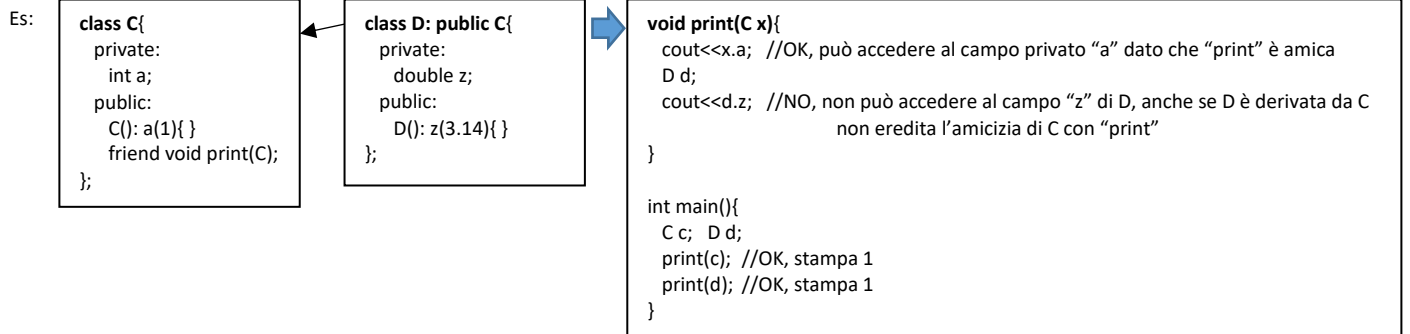 Es:
class C{
private:
int a;
public:
C(): a(1){ }
friend void print(C);
};
class D: public C{
private:
double z;
public:
D(): z(3.14){ }
};
void print(C x){
cout<<x.a; //OK, può accedere al campo privato “a” dato che “print” è amica
D d;
cout<<d.z; //NO, non può accedere al campo “z” di D, anche se D è derivata da C
non eredita l’amicizia di C con “print”
}
int main(){
C c; D d;
print(c); //OK, stampa 1
print(d); //OK, stampa 1
}